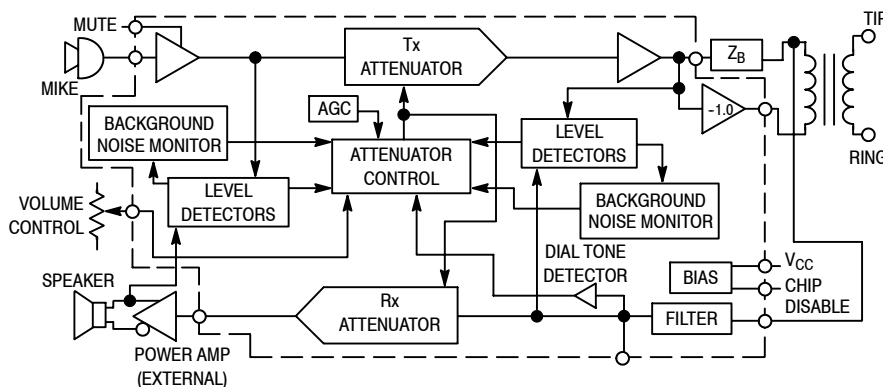 MUTE
TIP
Tx
ATTENUATOR
ZB
MIKE
AGC
-1.0
BACKGROUND
NOISE MONITOR
LEVEL
DETECTORS
ATTENUATOR
CONTROL
RING
LEVEL
DETECTORS
BACKGROUND
NOISE MONITOR
VOLUME
CONTROL
DIAL TONE
DETECTOR
VCC
BIAS
CHIP
DISABLE
SPEAKER
Rx
ATTENUATOR
FILTER
POWER AMP
(EXTERNAL)